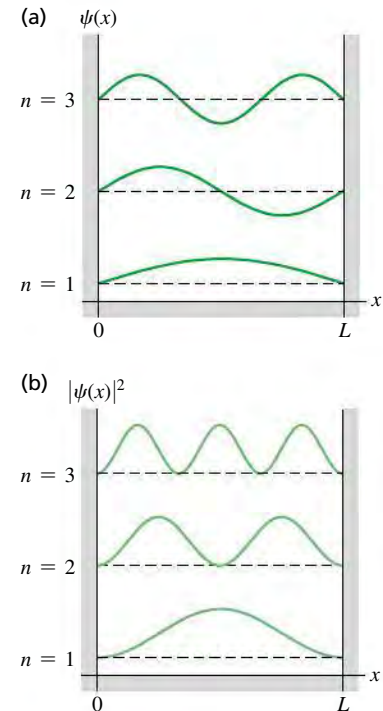 (a) ψ(x)
n = 3
n = 2
n = 1
x
0 L
(b) |ψ(x)|²
n = 3
n = 2
n = 1
x
0 L